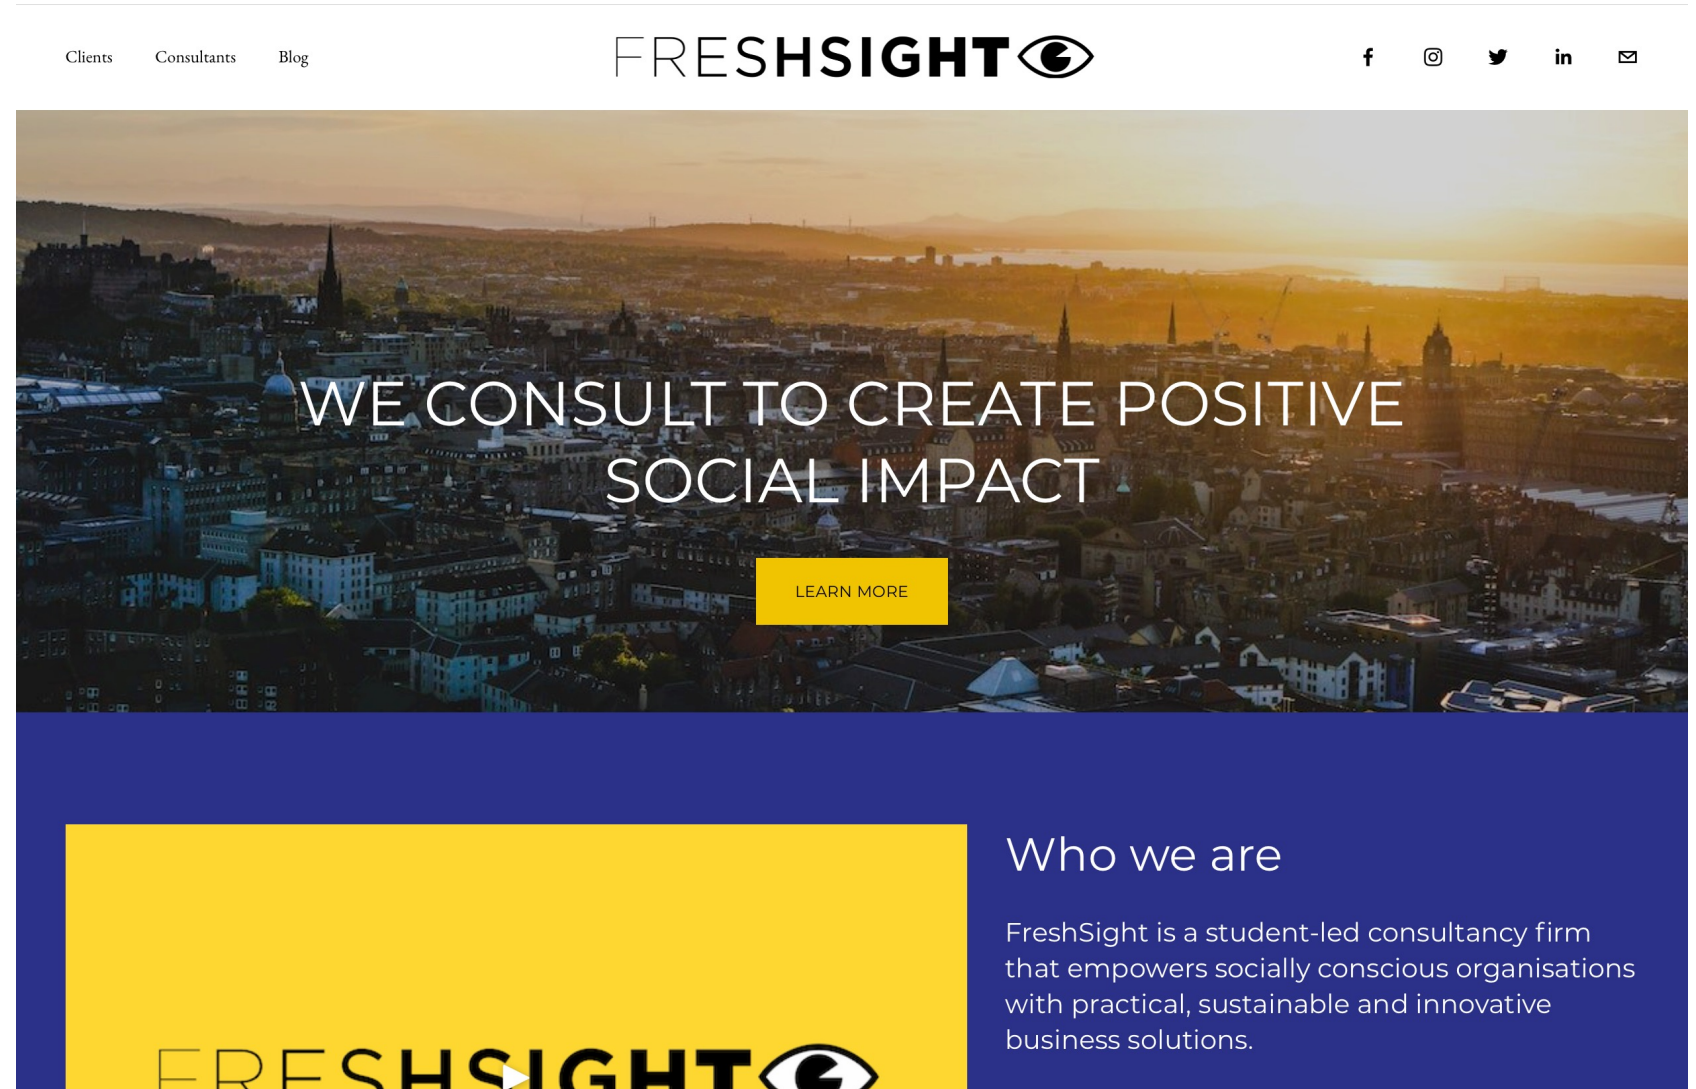 Clients
Consultants
Blog
FRESHSIGHT
WE CONSULT TO CREATE POSITIVE
SOCIAL IMPACT
LEARN MORE
Who we are
FreshSight is a student-led consultancy firm
that empowers socially conscious organisations
with practical, sustainable and innovative
business solutions.
FRESHSIGHT